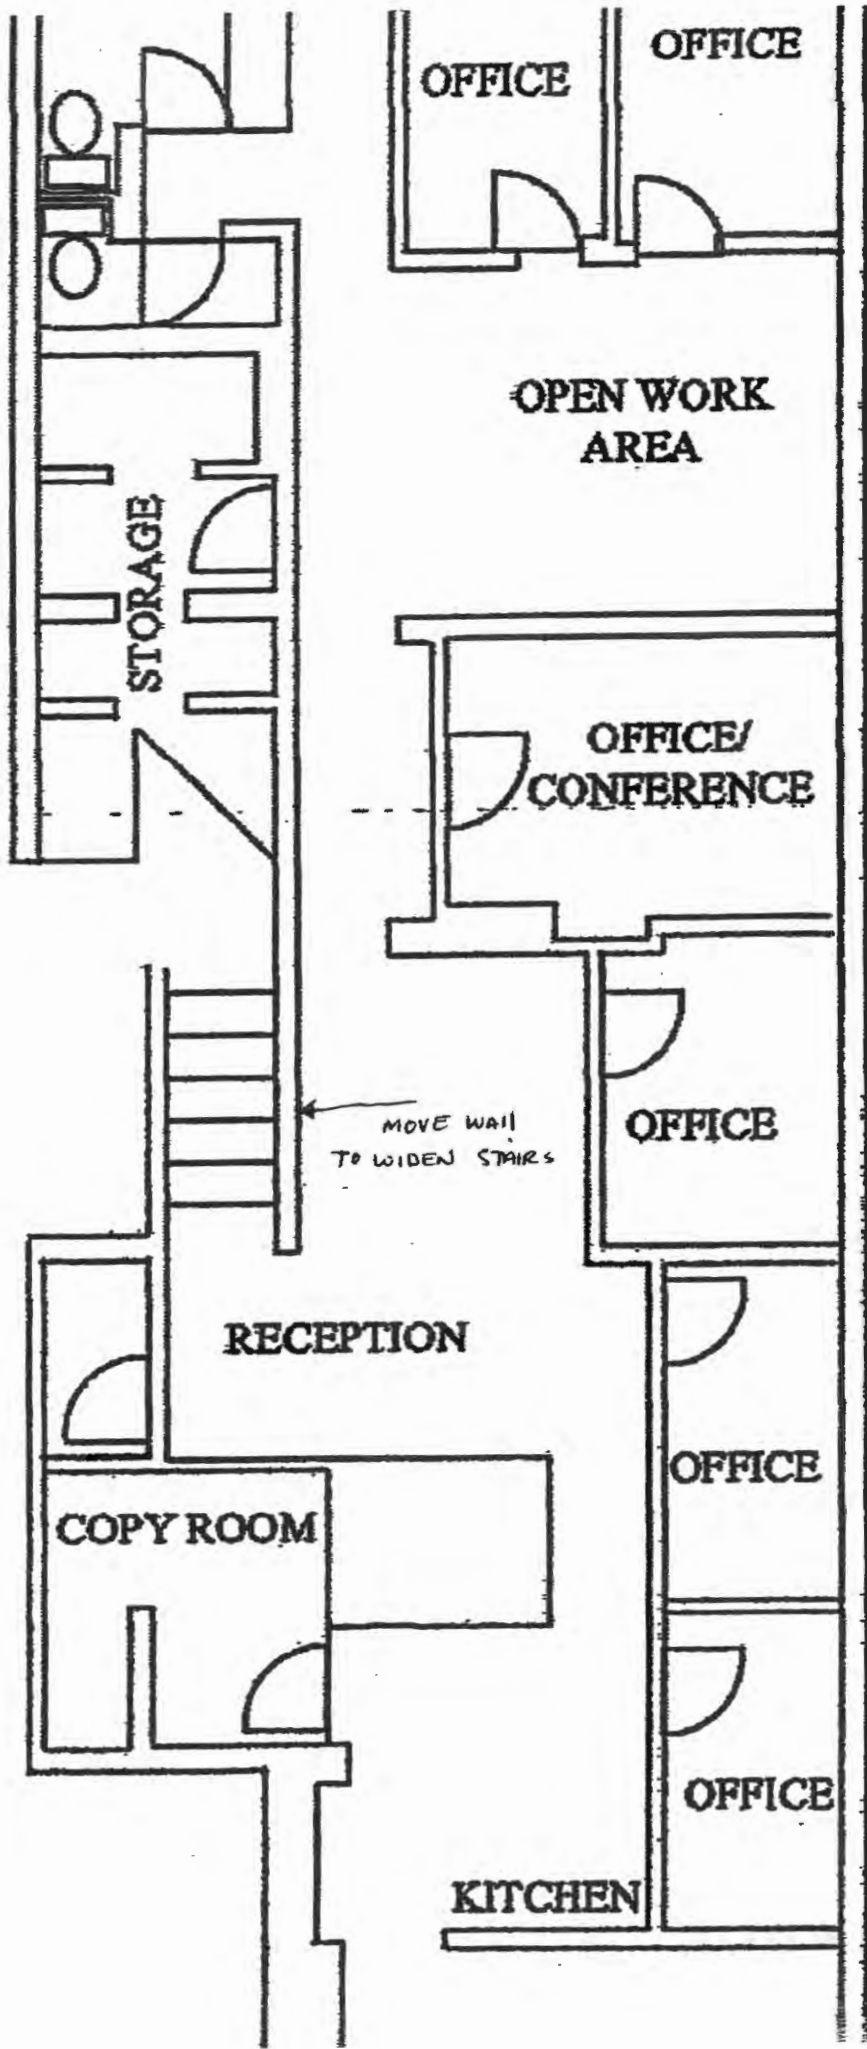 OFFICE
OFFICE
OPEN WORK
AREA
STORAGE
OFFICE/
CONFERENCE
OFFICE
MOVE WAll
TO WIDEN STAIRS
RECEPTION
OFFICE
COPY ROOM
OFFICE
KITCHEN